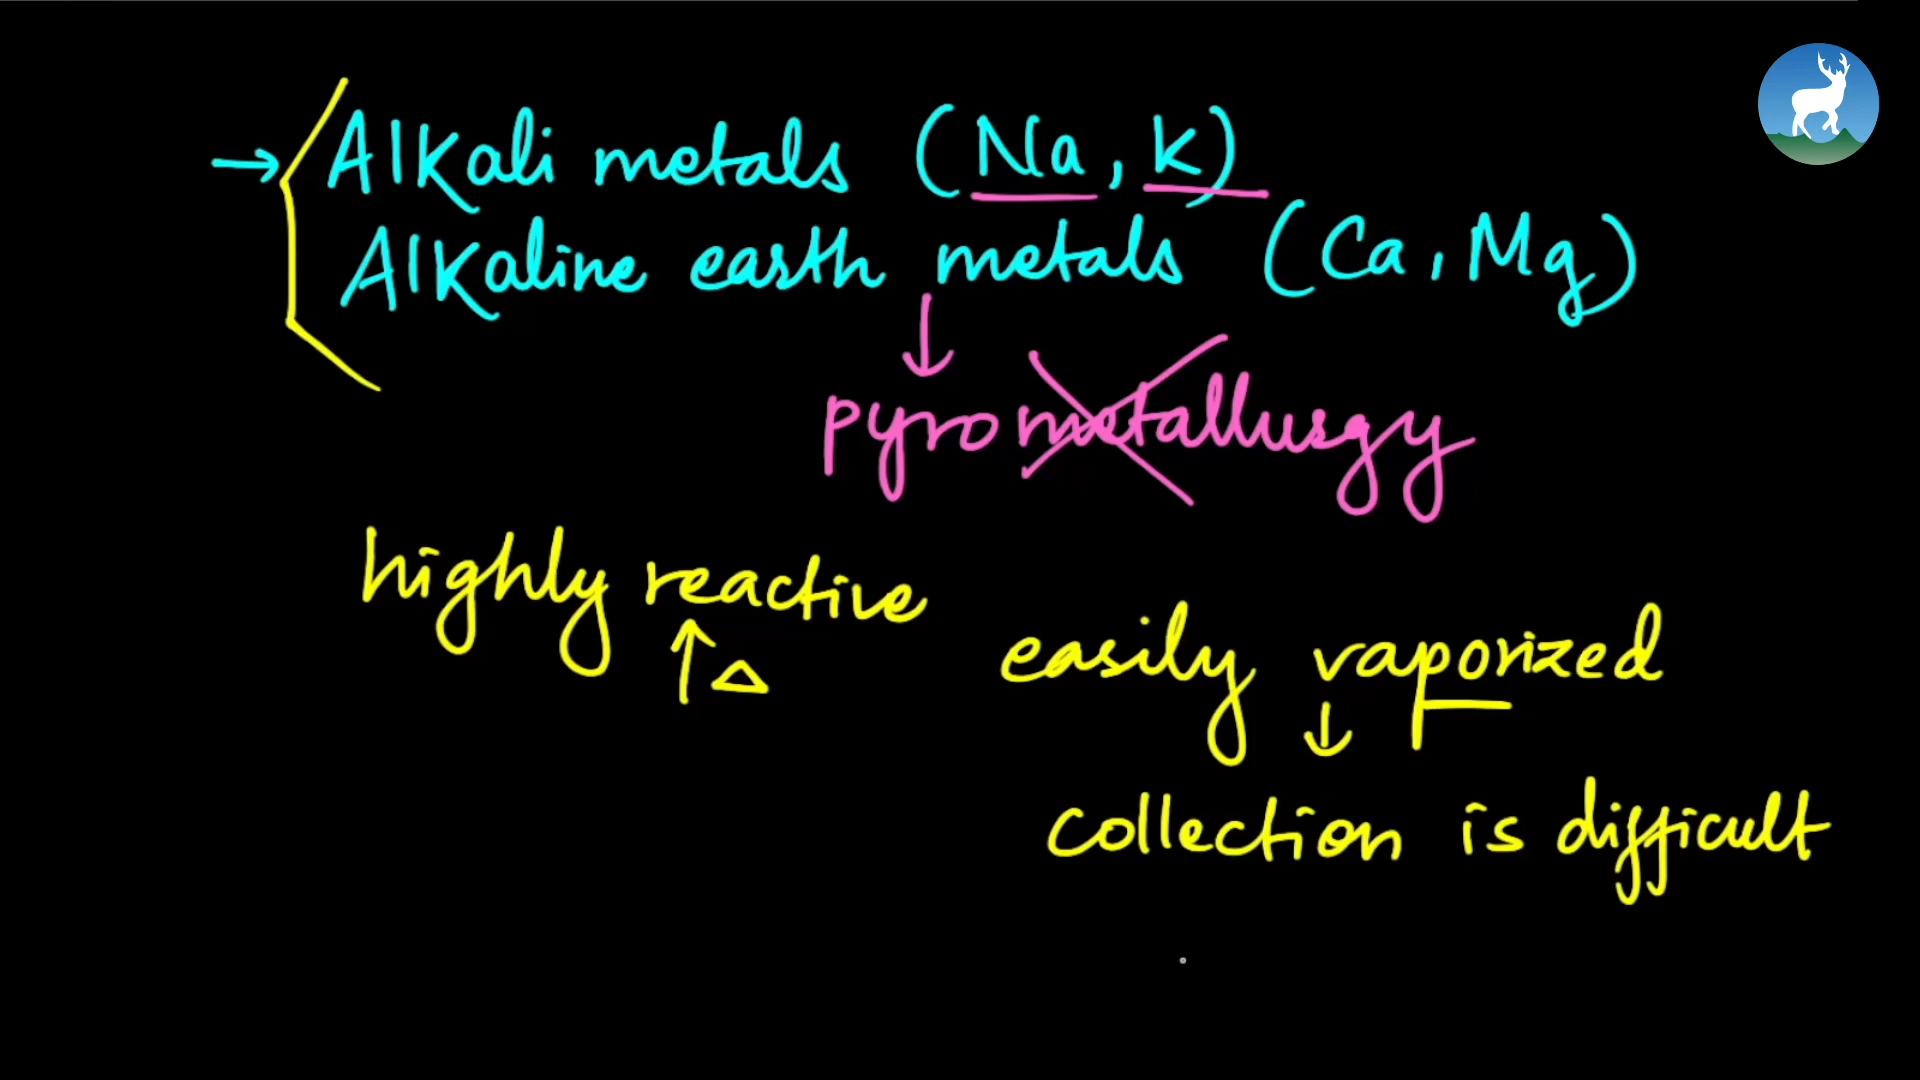 → Alkali metals (Na, K)
Alkaline earth metals (Ca, Mg)
↓
pyrometallurgy
highly reactive
↑ Δ
easily vaporized
↓
collection is difficult